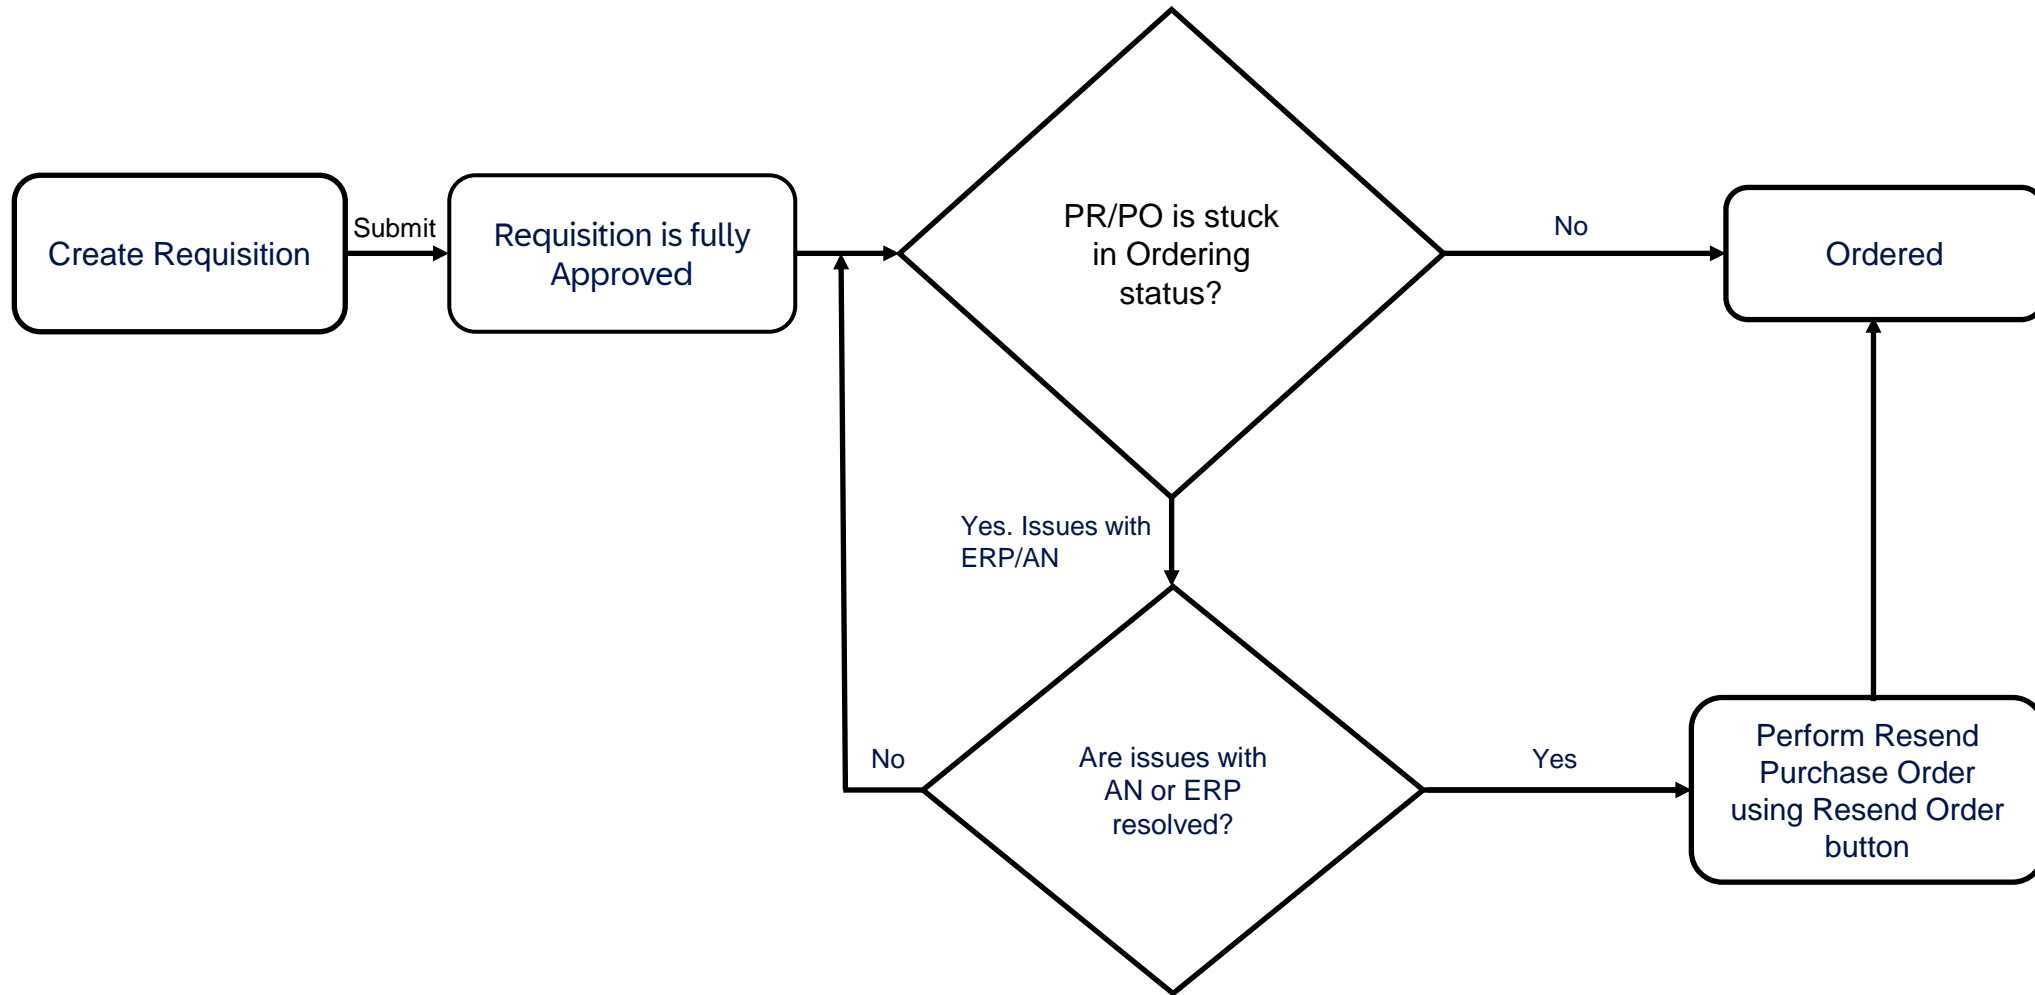 Create Requisition
Submit
Requisition is fully
Approved
PR/PO is stuck
in Ordering
status?
No
Ordered
Yes. Issues with
ERP/AN
No
Are issues with
AN or ERP
resolved?
Yes
Perform Resend
Purchase Order
using Resend Order
button